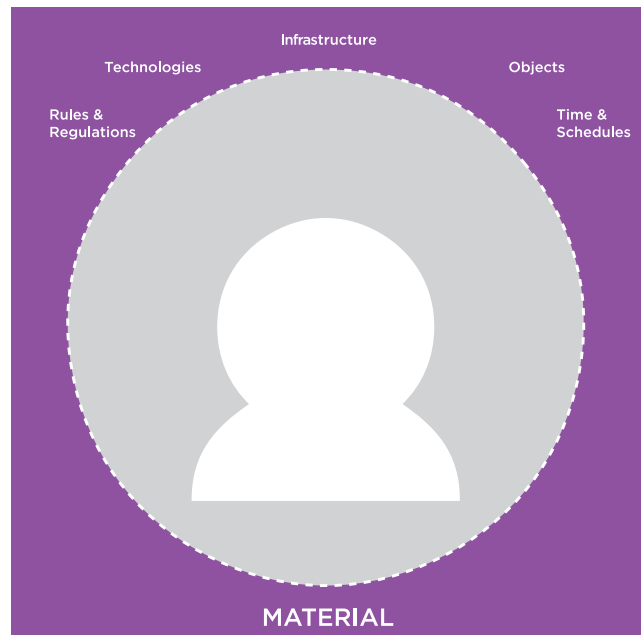 Infrastructure
Technologies
Objects
Rules &
Regulations
Time &
Schedules
MATERIAL